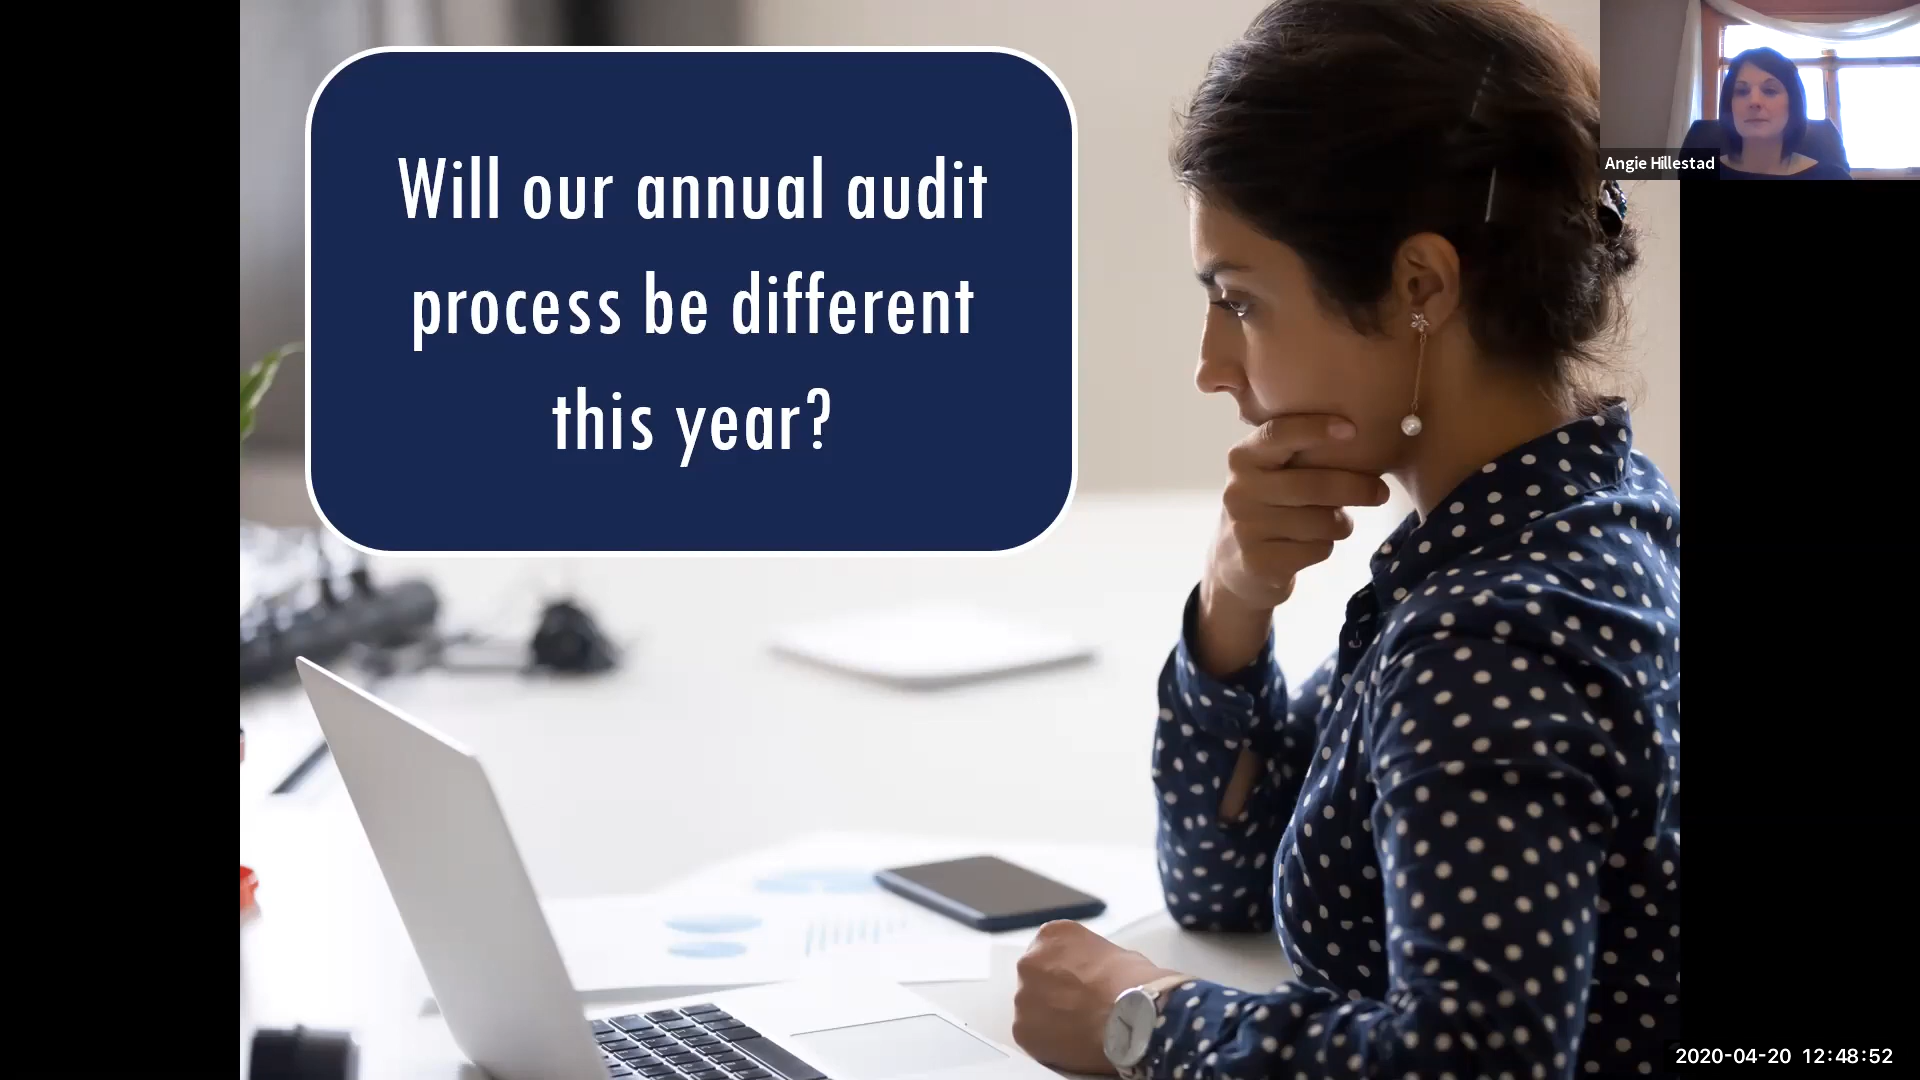 Will our annual audit
process be different
this year?
Angie Hillestad
2020-04-20 12:48:52